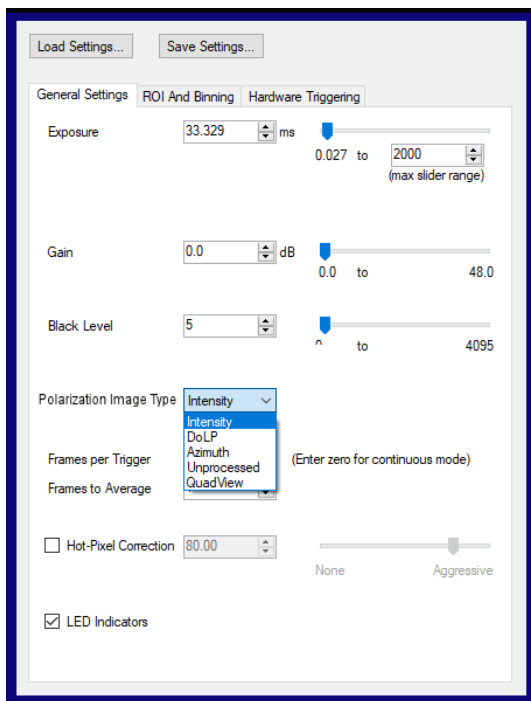 Load Settings... Save Settings...
General Settings ROI And Binning Hardware Triggering
Exposure 33.329 ms
0.027 to 2000
(max slider range)
Gain 0.0 dB
0.0 to 48.0
Black Level 5
to 4095
Polarization Image Type Intensity
Intensity
DoLP
Azimuth
Unprocessed
QuadView
Frames per Trigger (Enter zero for continuous mode)
Frames to Average
Hot-Pixel Correction 80.00
None Aggressive
LED Indicators